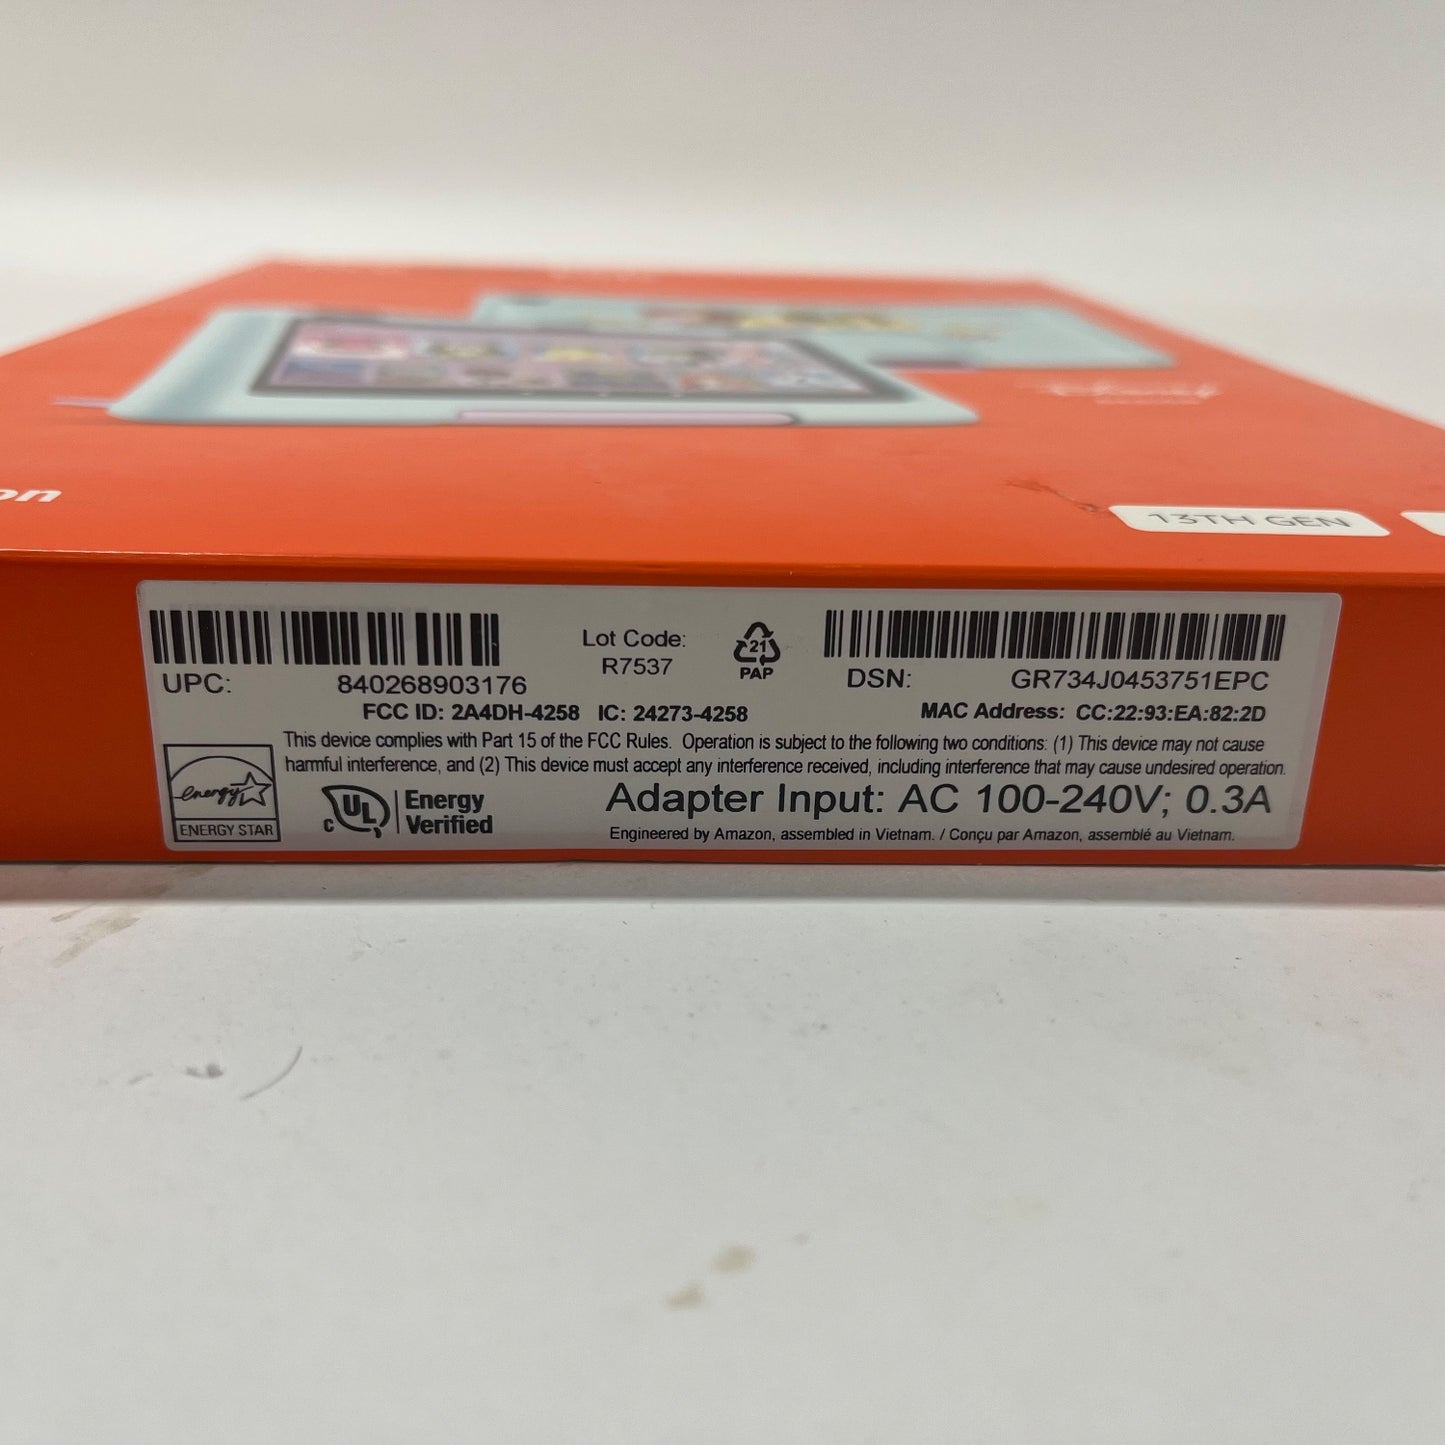 Disney
on
13TH GEN
UPC: 840268903176
Lot Code:
R7537
21
PAP
DSN: GR734J0453751EPC
FCC ID: 2A4DH-4258 IC: 24273-4258
MAC Address: CC:22:93:EA:82:2D
This device complies with Part 15 of the FCC Rules. Operation is subject to the following two conditions: (1) This device may not cause
harmful interference, and (2) This device must accept any interference received, including interference that may cause undesired operation.
energy
ENERGY STAR
c UL
Energy
Verified
Adapter Input: AC 100-240V; 0.3A
Engineered by Amazon, assembled in Vietnam. / Conçu par Amazon, assemblé au Vietnam.